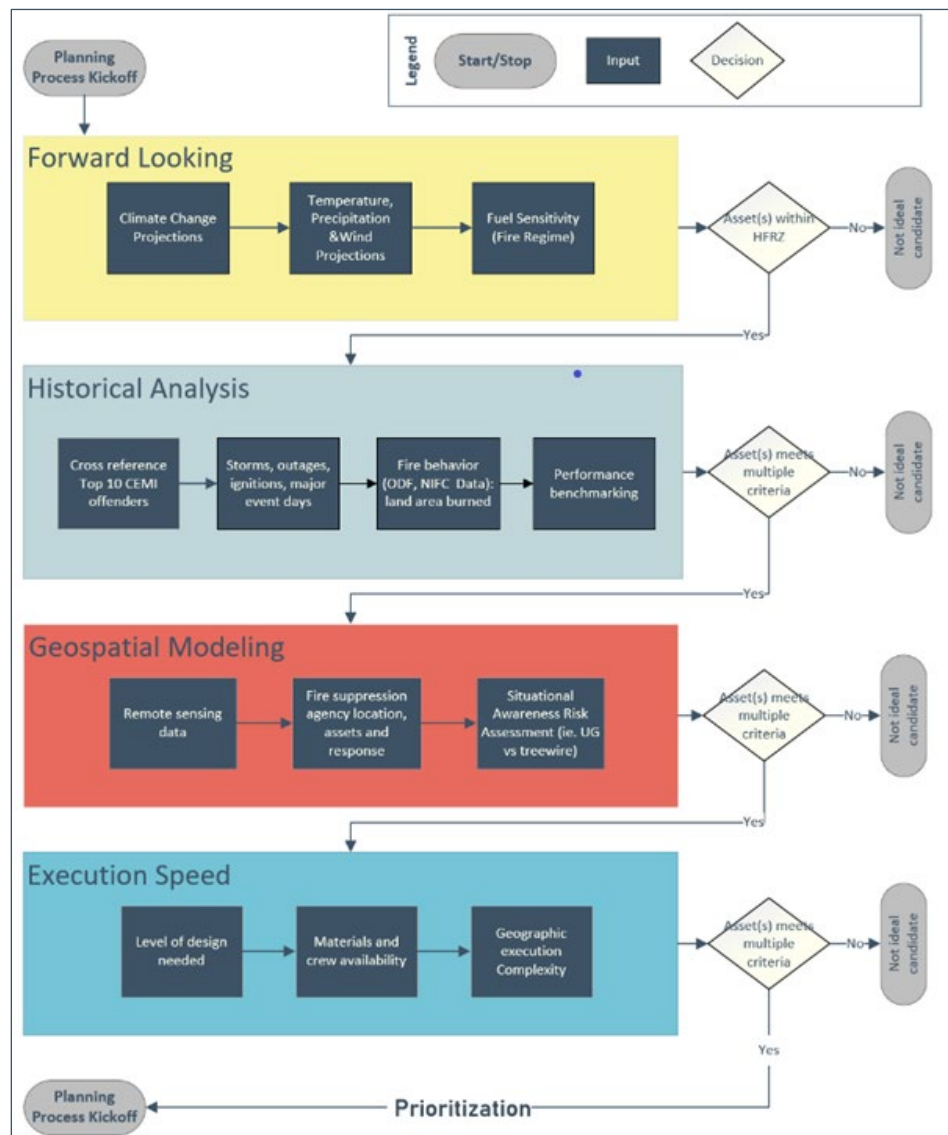 Planning
Process Kickoff
Legend
Start/Stop
Input
Decision
Forward Looking
Climate Change
Projections
Temperature,
Precipitation
&Wind
Projections
Fuel Sensitivity
(Fire Regime)
Asset(s) within
HFRZ
No
Not ideal
candidate
Yes
Historical Analysis
Cross reference
Top 10 CEMI
offenders
Storms, outages,
ignitions, major
event days
Fire behavior
(ODF, NIFC Data):
land area burned
Performance
benchmarking
Asset(s) meets
multiple
criteria
No
Not ideal
candidate
Yes
Geospatial Modeling
Remote sensing
data
Fire suppression
agency location,
assets and
response
Situational
Awareness Risk
Assessment (ie. UG
vs treewire)
Asset(s) meets
multiple
criteria
No
Not ideal
candidate
Yes
Execution Speed
Level of design
needed
Materials and
crew availability
Geographic
execution
Complexity
Asset(s) meets
multiple
criteria
No
Not ideal
candidate
Yes
Planning
Process Kickoff
Prioritization